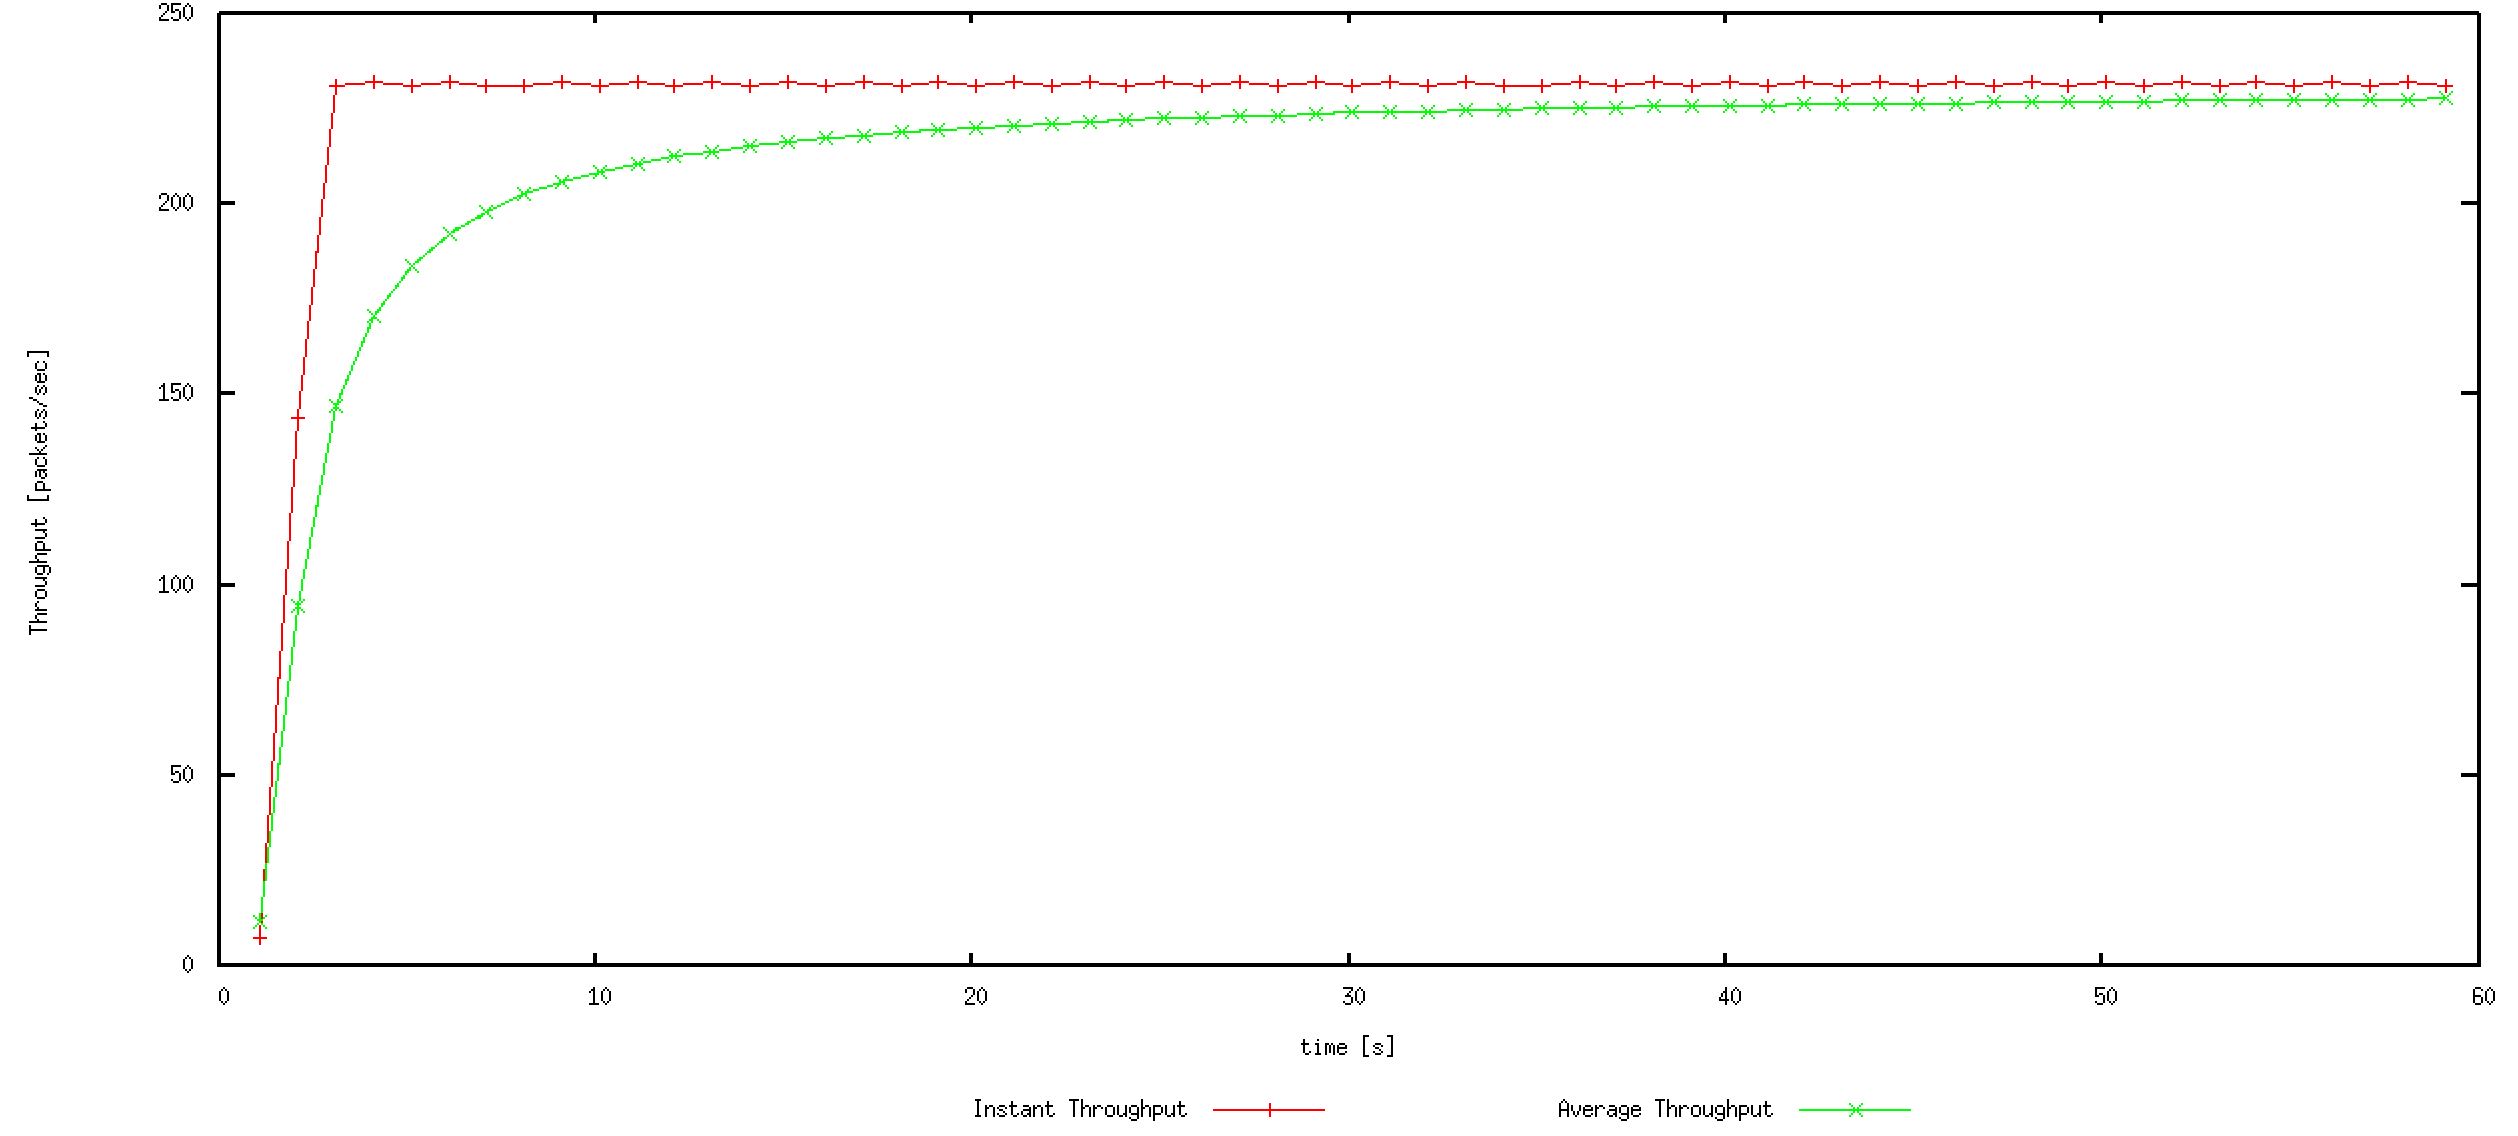 250
200
150
100
50
0
Throughput [packets/sec]
0 10 20 30 40 50 60
time [s]
Instant Throughput Average Throughput